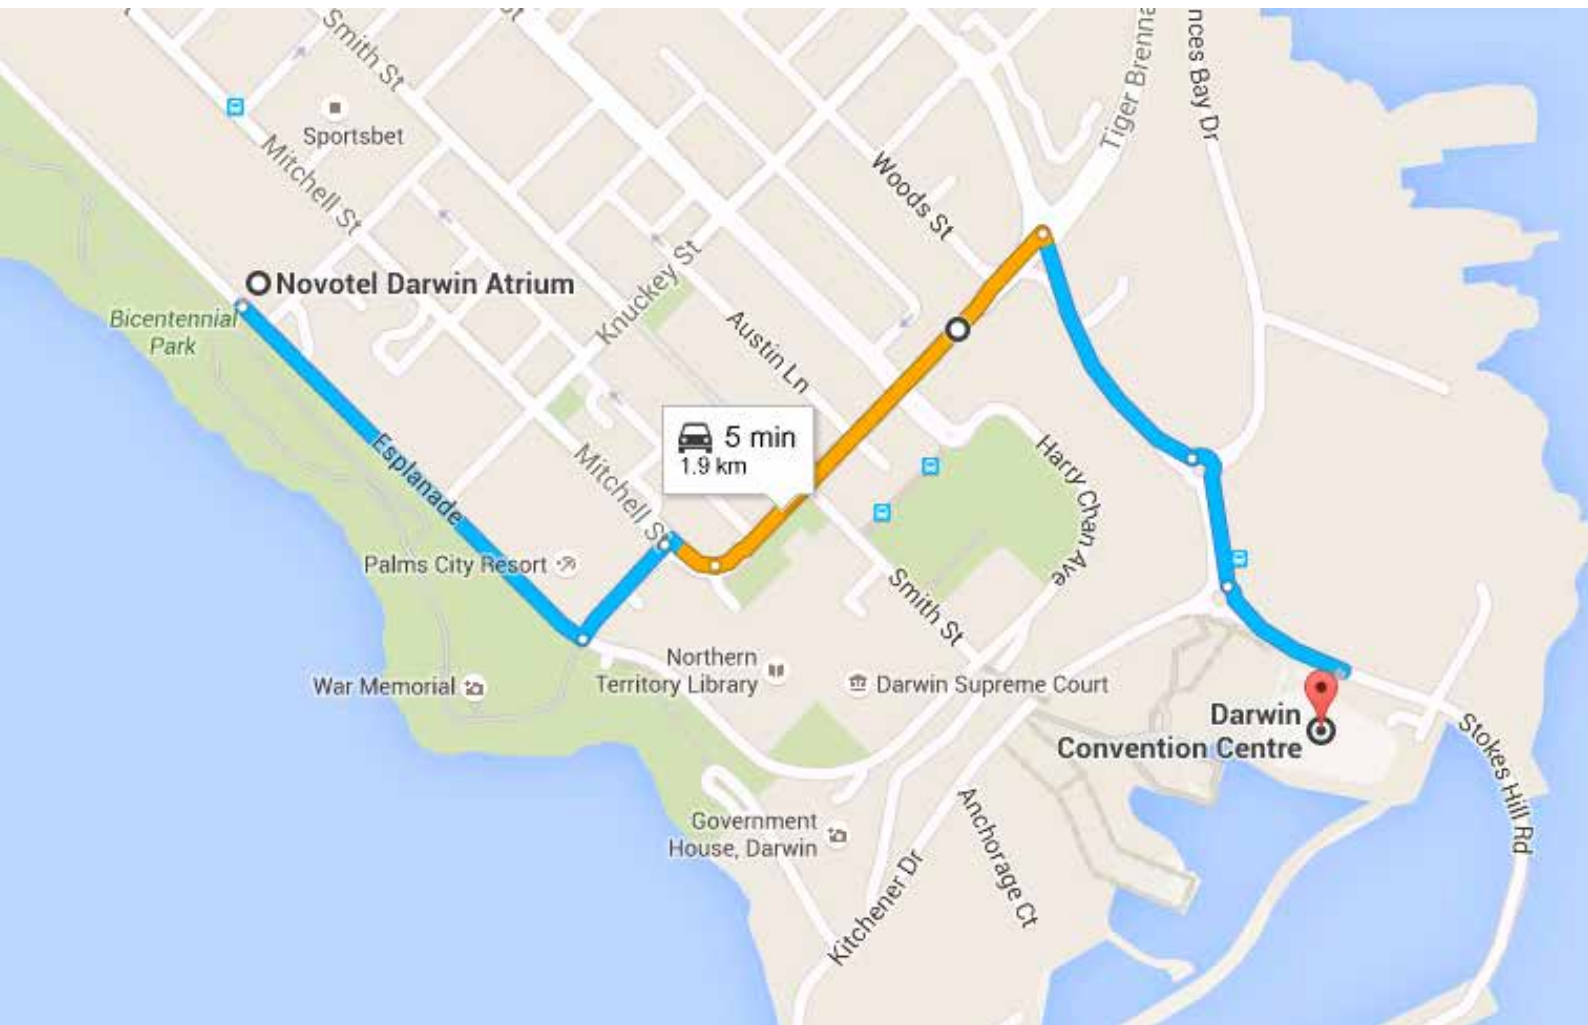 St
Smith St
Tiger Brenna
nces Bay Dr
Sportsbet
Mitchell St
Woods St
Novotel Darwin Atrium
Bicentennial
Park
Knuckey St
Austin Ln
5 min
1.9 km
Esplanade
Mitchell St
Harry Chan Ave
Palms City Resort
Smith St
Northern
Territory Library
War Memorial
Darwin Supreme Court
Darwin
Convention Centre
Stokes Hill Rd
Government
House, Darwin
Anchorage Ct
Kitchener Dr